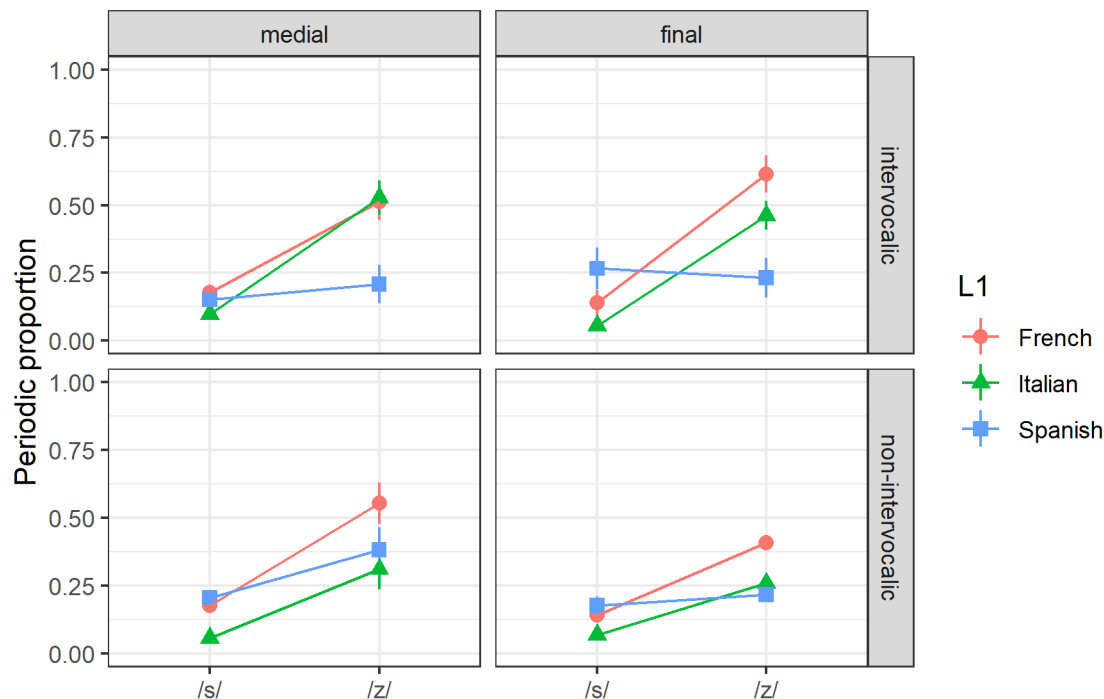 medial
final
1.00
0.75
0.50
0.25
0.00
intervocalic
1.00
0.75
0.50
0.25
0.00
non-intervocalic
Periodic proportion
/s/
/z/
/s/
/z/
L1
French
Italian
Spanish